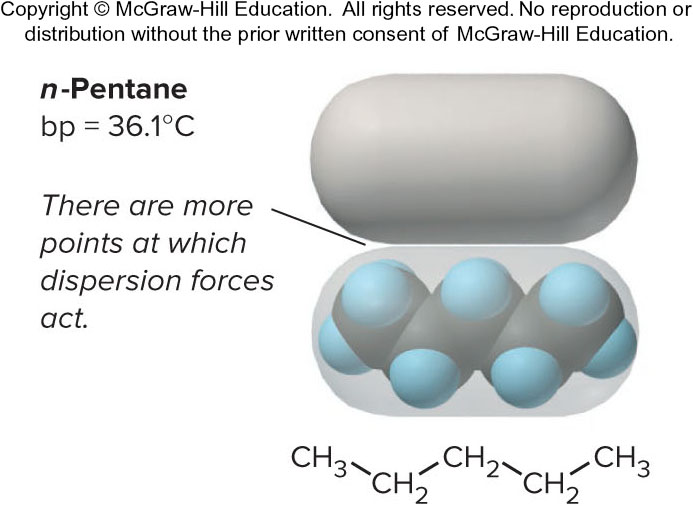 Copyright © McGraw-Hill Education. All rights reserved. No reproduction or
distribution without the prior written consent of McGraw-Hill Education.
n-Pentane
bp = 36.1°C
There are more
points at which
dispersion forces
act.
CH₃ CH₂ CH₂ CH₂ CH₃